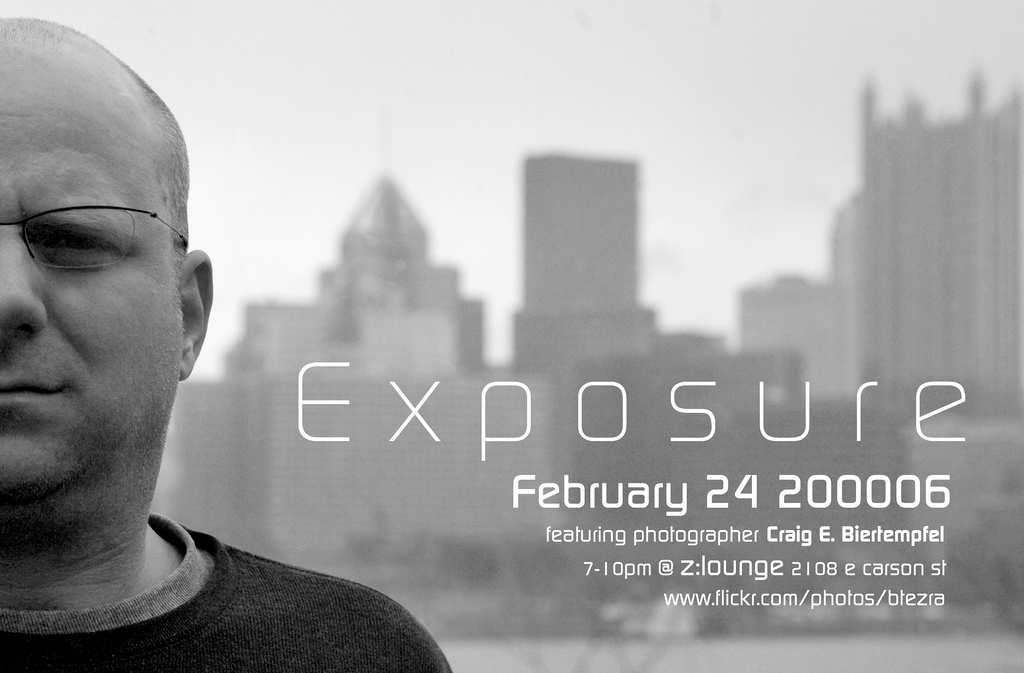 Exposure
February 24 200006
featuring photographer Craig E. Biertempfel
7-10pm @ z:lounge 2108 e carson st
www.flickr.com/photos/btezra